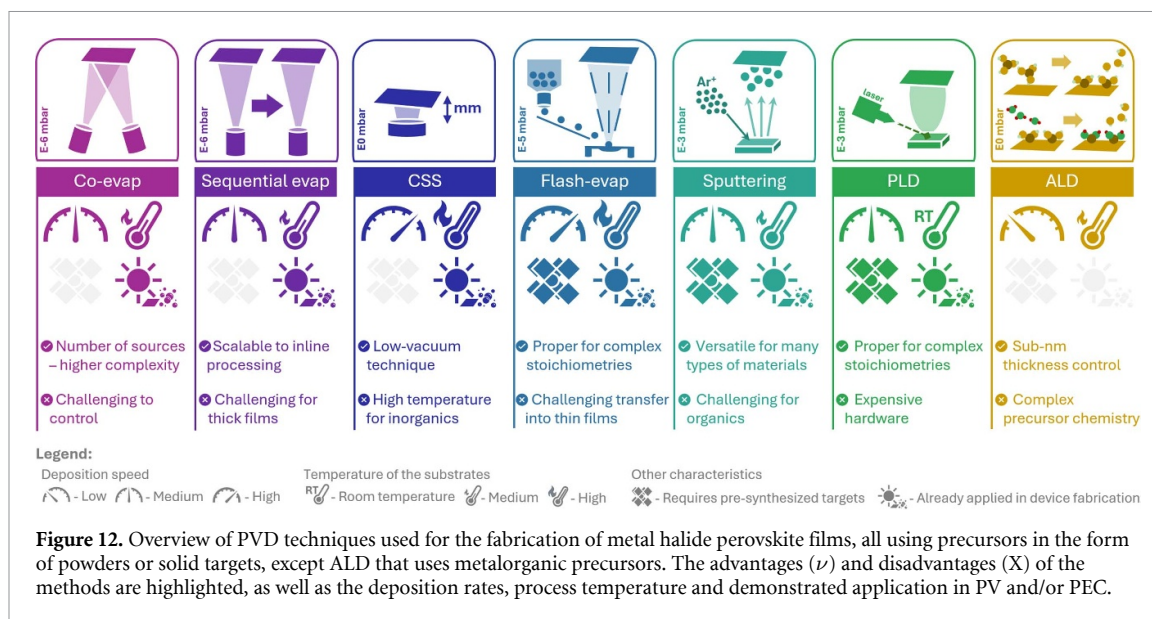 E-6 mbar
E-6 mbar
mm
E0 mbar
E-5 mbar
Ar⁺
E-3 mbar
laser
E-3 mbar
E0 mbar
Co-evap
Sequential evap
CSS
Flash-evap
Sputtering
PLD
ALD
RT
Number of sources
– higher complexity
Challenging to
control
Scalable to inline
processing
Challenging for
thick films
Low-vacuum
technique
High temperature
for inorganics
Proper for complex
stoichiometries
Challenging transfer
into thin films
Versatile for many
types of materials
Challenging for
organics
Proper for complex
stoichiometries
Expensive
hardware
Sub-nm
thickness control
Complex
precursor chemistry
Legend:
Deposition speed
- Low - Medium - High
Temperature of the substrates
RT - Room temperature - Medium - High
Other characteristics
- Requires pre-synthesized targets - Already applied in device fabrication
Figure 12. Overview of PVD techniques used for the fabrication of metal halide perovskite films, all using precursors in the form
of powders or solid targets, except ALD that uses metalorganic precursors. The advantages (ν) and disadvantages (X) of the
methods are highlighted, as well as the deposition rates, process temperature and demonstrated application in PV and/or PEC.